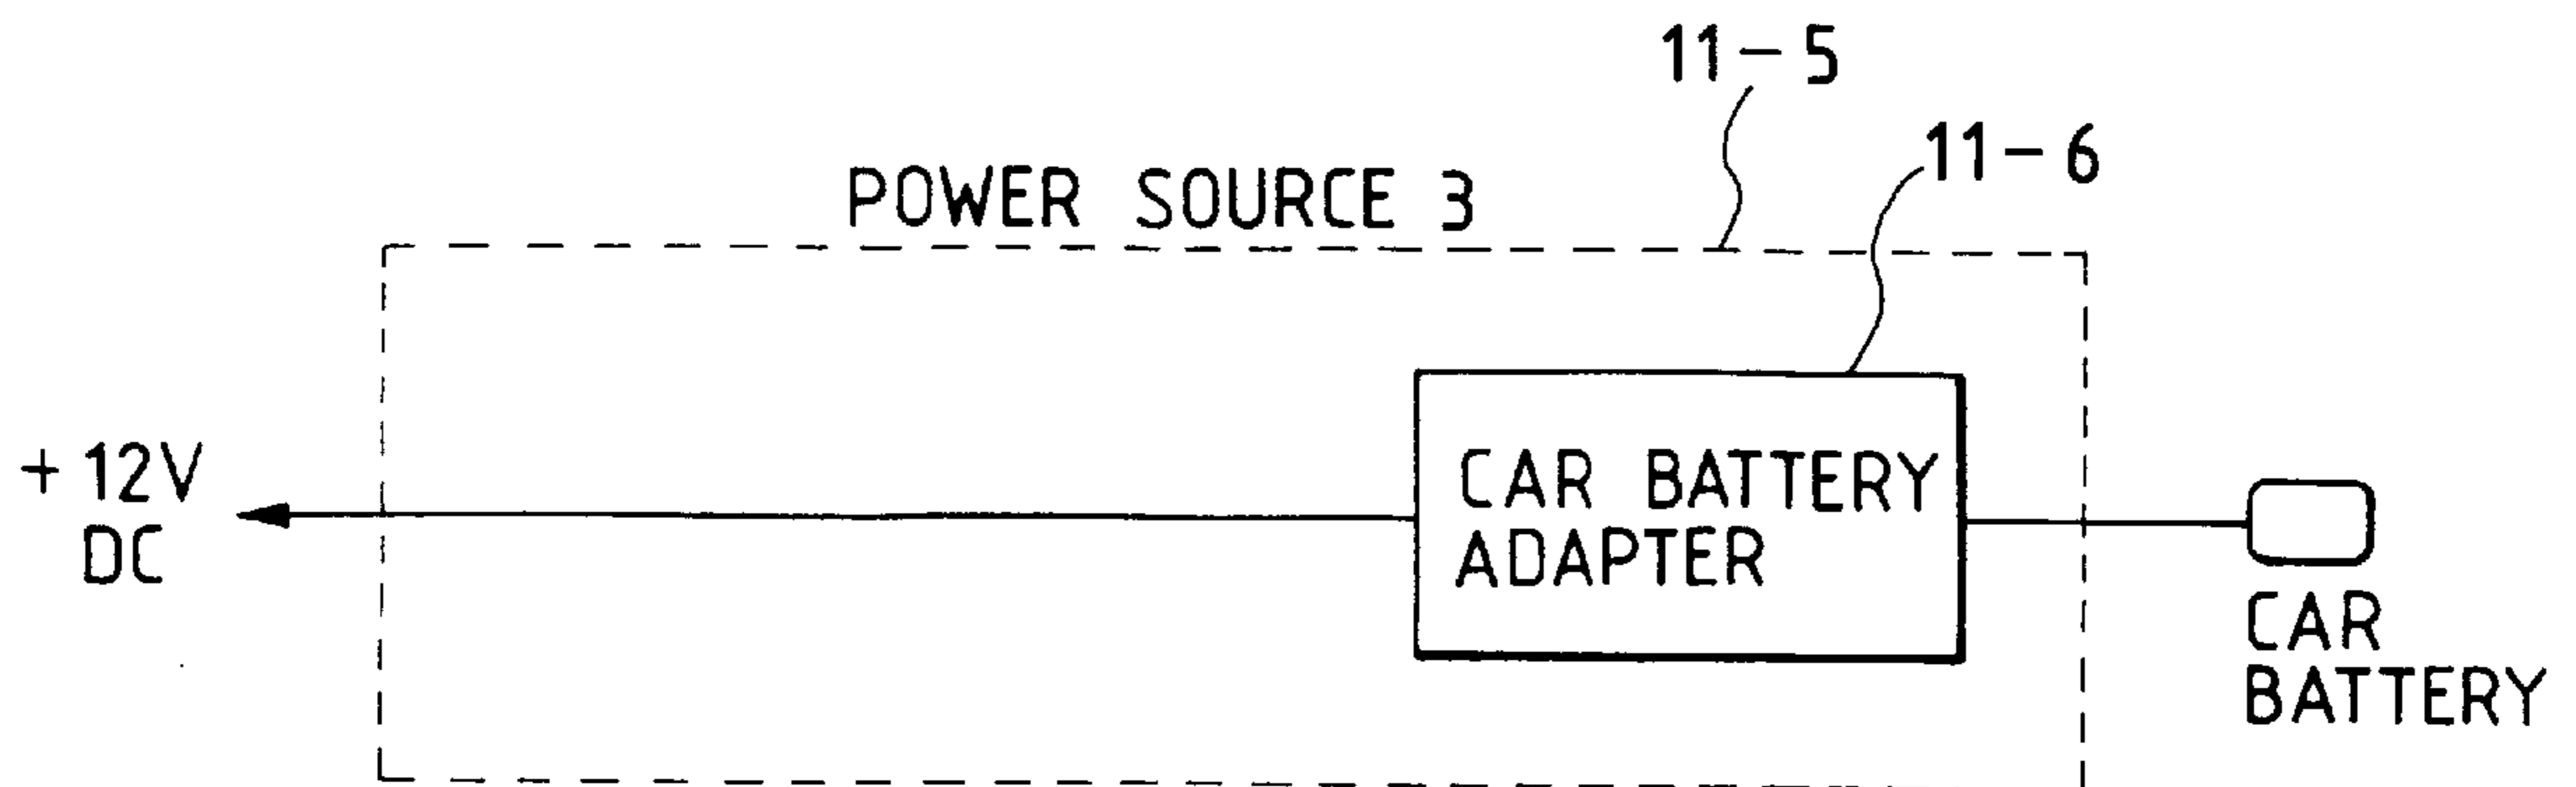 11-5
11-6
POWER SOURCE 3
+12V
DC
CAR BATTERY
ADAPTER
CAR
BATTERY